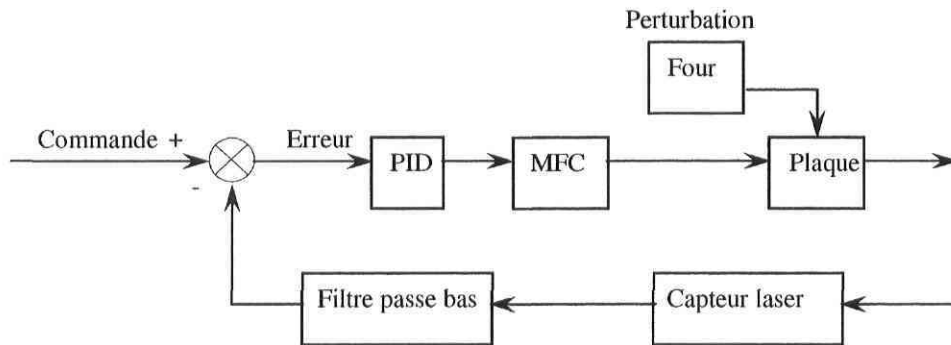 Perturbation
Four
Commande +
Erreur
PID
MFC
Plaque
-
Filtre passe bas
Capteur laser